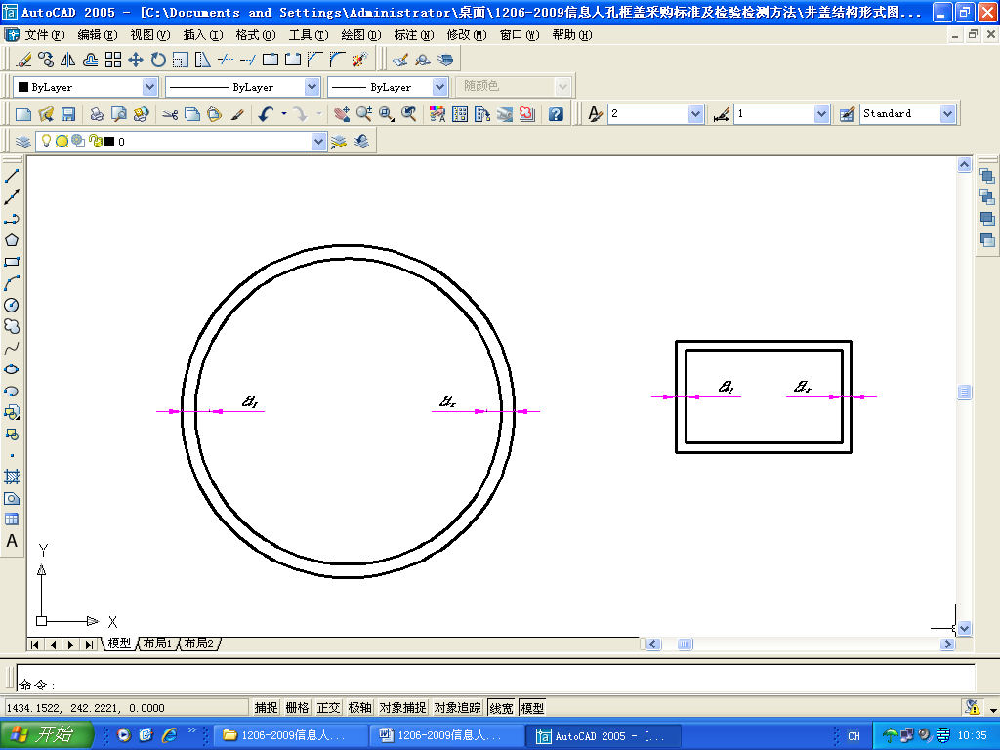 AutoCAD 2005 - [C:\Documents and Settings\Administrator\桌面\1206-2009信息人孔框盖采购标准及检验检测方法\井盖结构形式图...
文件(F) 编辑(E) 视图(V) 插入(I) 格式(O) 工具(T) 绘图(D) 标注(N) 修改(M) 窗口(W) 帮助(H)
ByLayer ByLayer ByLayer 随颜色
2 1 Standard
0
a₁ a₂ a₁ a₂
A
Y
X
模型 布局1 布局2
命令:
1434.1522, 242.2221, 0.0000 捕捉 栅格 正交 极轴 对象捕捉 对象追踪 线宽 模型
开始 1206-2009信息人... 1206-2009信息人... AutoCAD 2005 - [... CH 10:35